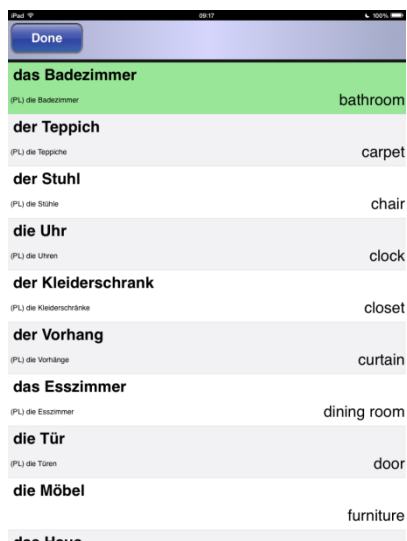 iPad 09:17 100%
Done
das Badezimmer
(PL) die Badezimmer bathroom
der Teppich
(PL) die Teppiche carpet
der Stuhl
(PL) die Stühle chair
die Uhr
(PL) die Uhren clock
der Kleiderschrank
(PL) die Kleiderschränke closet
der Vorhang
(PL) die Vorhänge curtain
das Esszimmer
(PL) die Esszimmer dining room
die Tür
(PL) die Türen door
die Möbel
furniture
das Haus